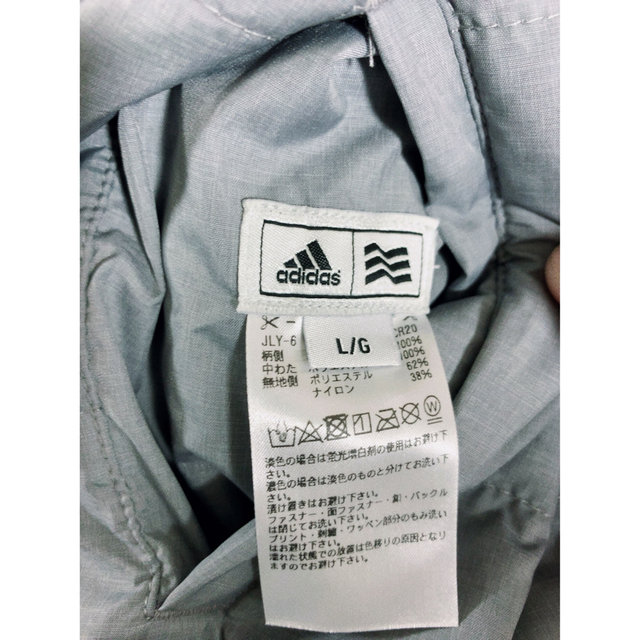 adidas
L/G
JLY-6
CR20
柄側
100%
中わた
100%
無地側 ポリエステル 62%
ナイロン 38%
淡色の場合は蛍光増白剤の使用はお避け下
さい。
濃色の場合は淡色のものと分けてお洗い下
さい。
漬け置きはお避け下さい。
ファスナー・面ファスナー・釦・バックル
は閉じてお洗い下さい。
プリント・刺繍・ワッペン部分のもみ洗い
はお避け下さい。
濡れた状態での放置は色移りの原因となり
ますのでお避け下さい。